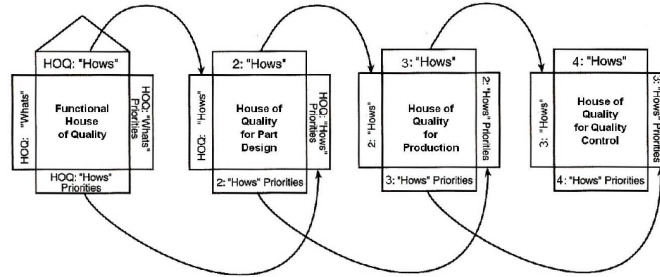 HOQ: "Hows"
HOQ: "Whats"
Functional
House
of Quality
HOQ: "Whats"
Priorities
HOQ: "Hows"
Priorities
2: "Hows"
HOQ: "Hows"
House of
Quality
for Part
Design
HOQ: "Hows"
Priorities
2: "Hows" Priorities
3: "Hows"
2: "Hows"
House of
Quality
for
Production
2: "Hows" Priorities
3: "Hows" Priorities
4: "Hows"
3: "Hows"
House of
Quality
for Quality
Control
3: "Hows" Priorities
4: "Hows" Priorities